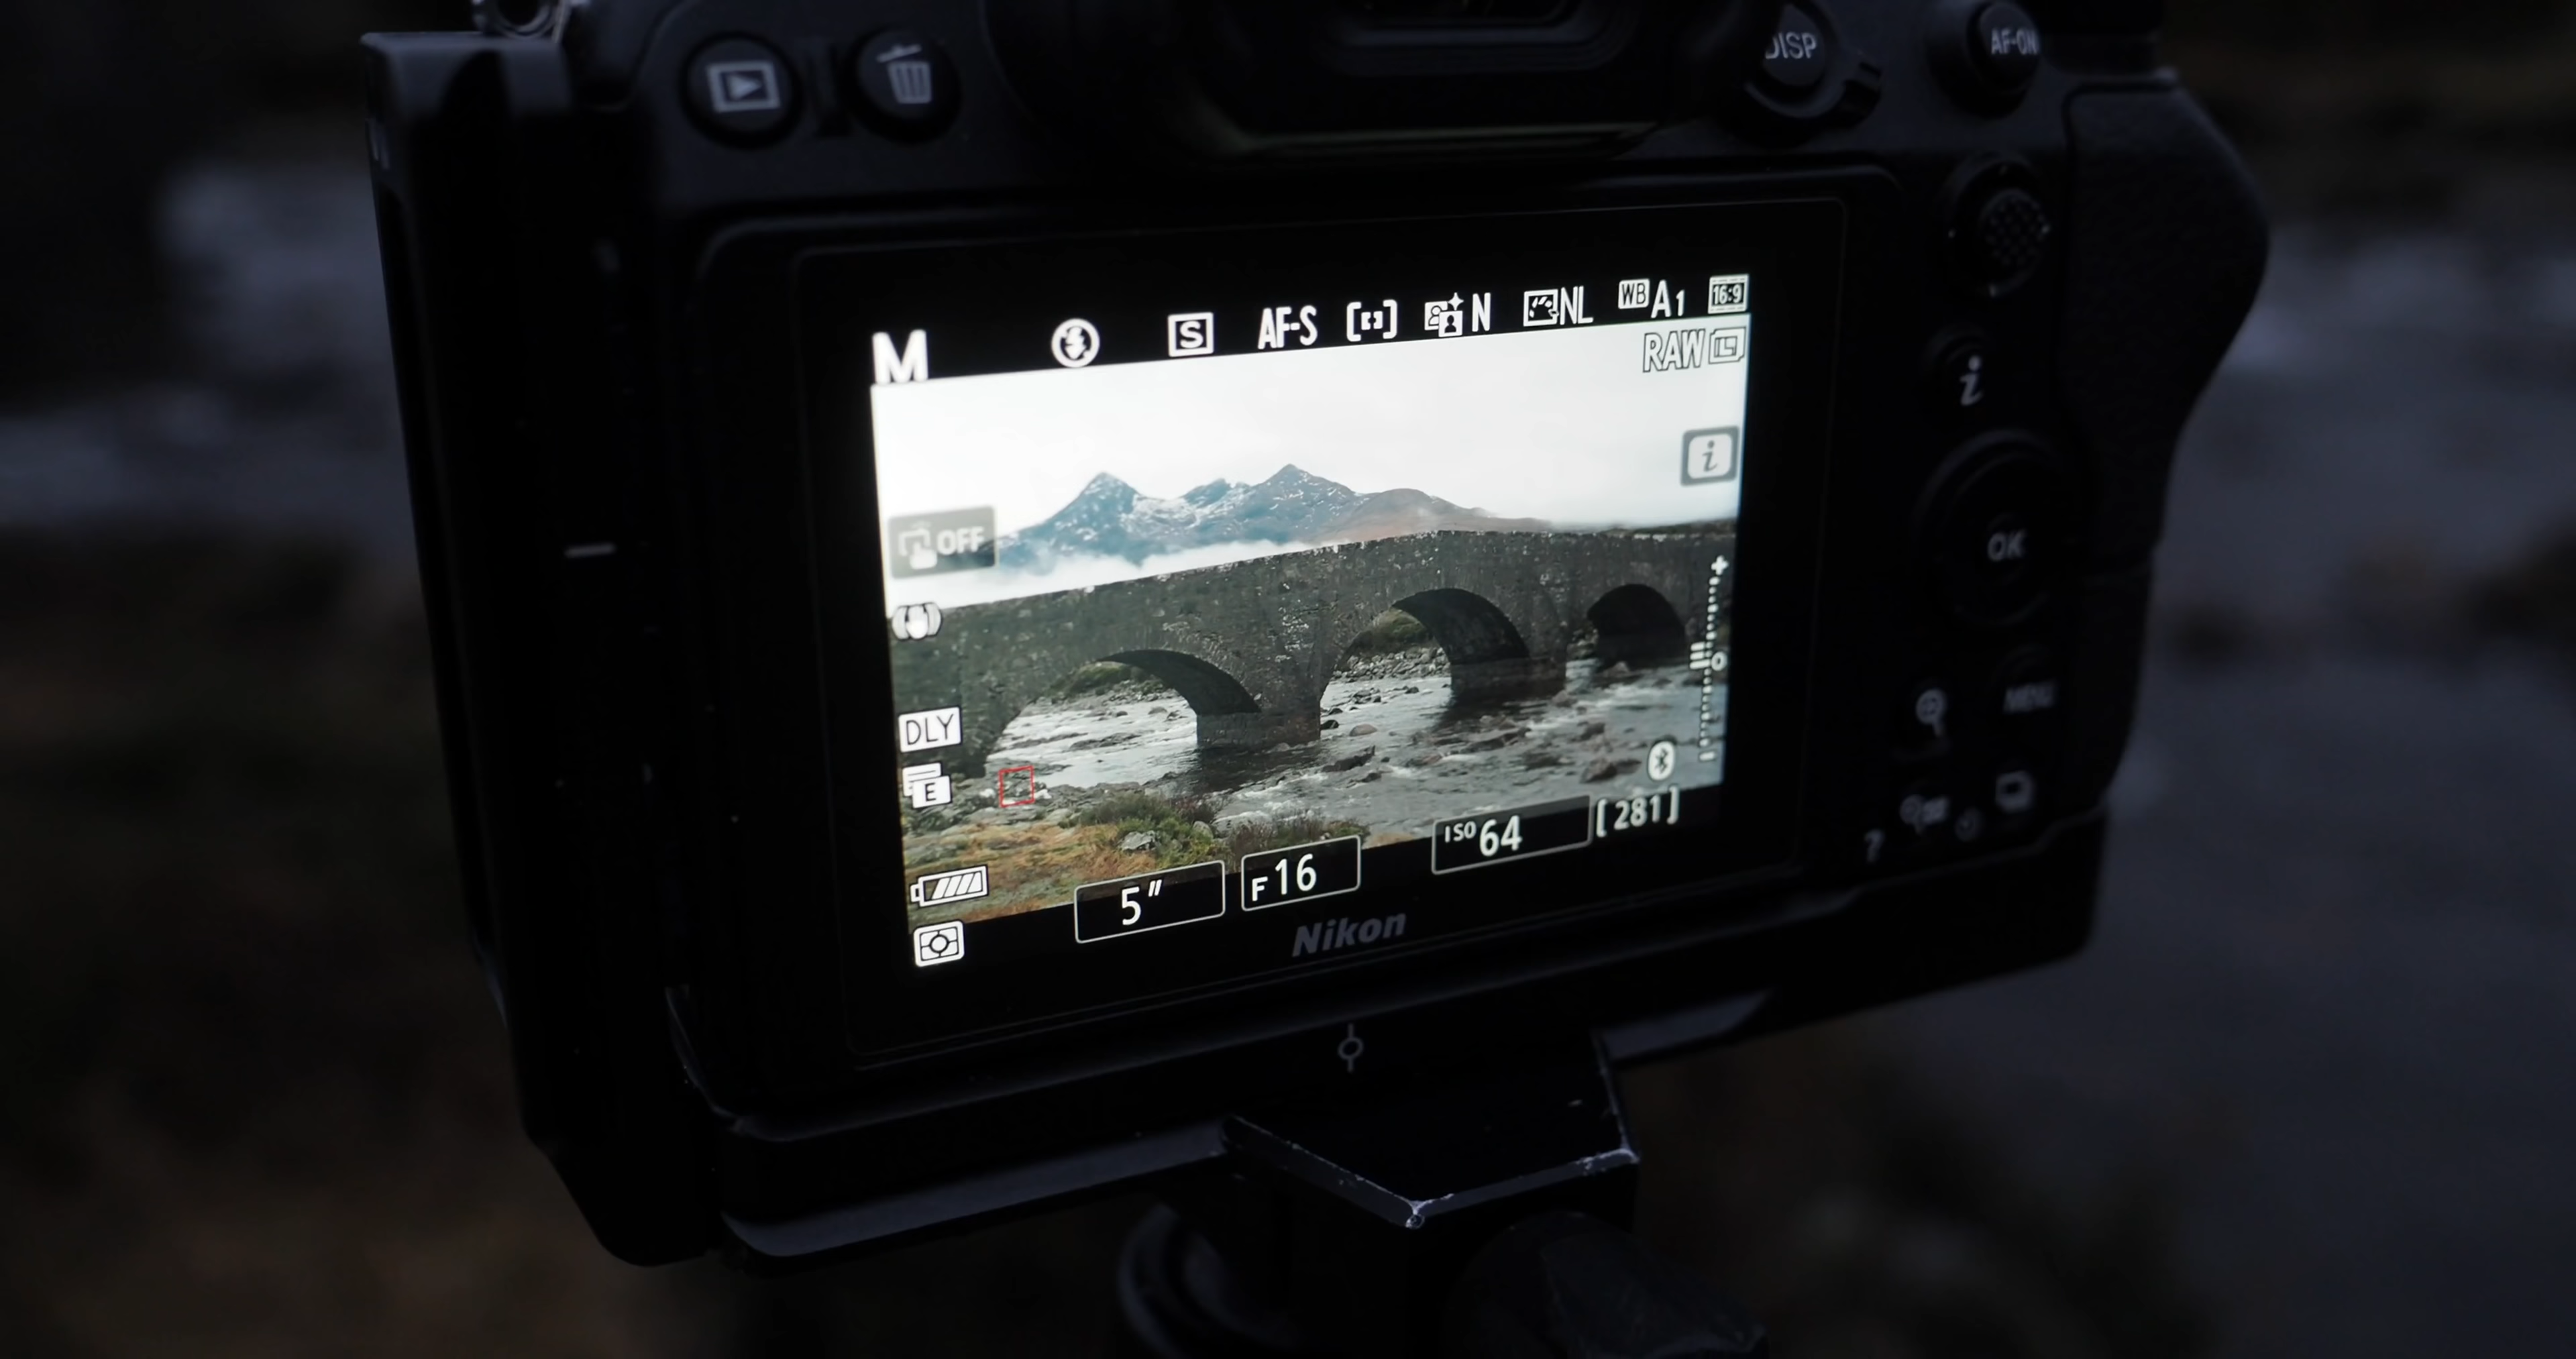 DISP
AF-ON
M S AF-S N NL WB A1 16:9
RAW L
i
i
OFF
OK
+
0
DLY
MENU
E
ISO 64 [281]
5" F16
?
Nikon